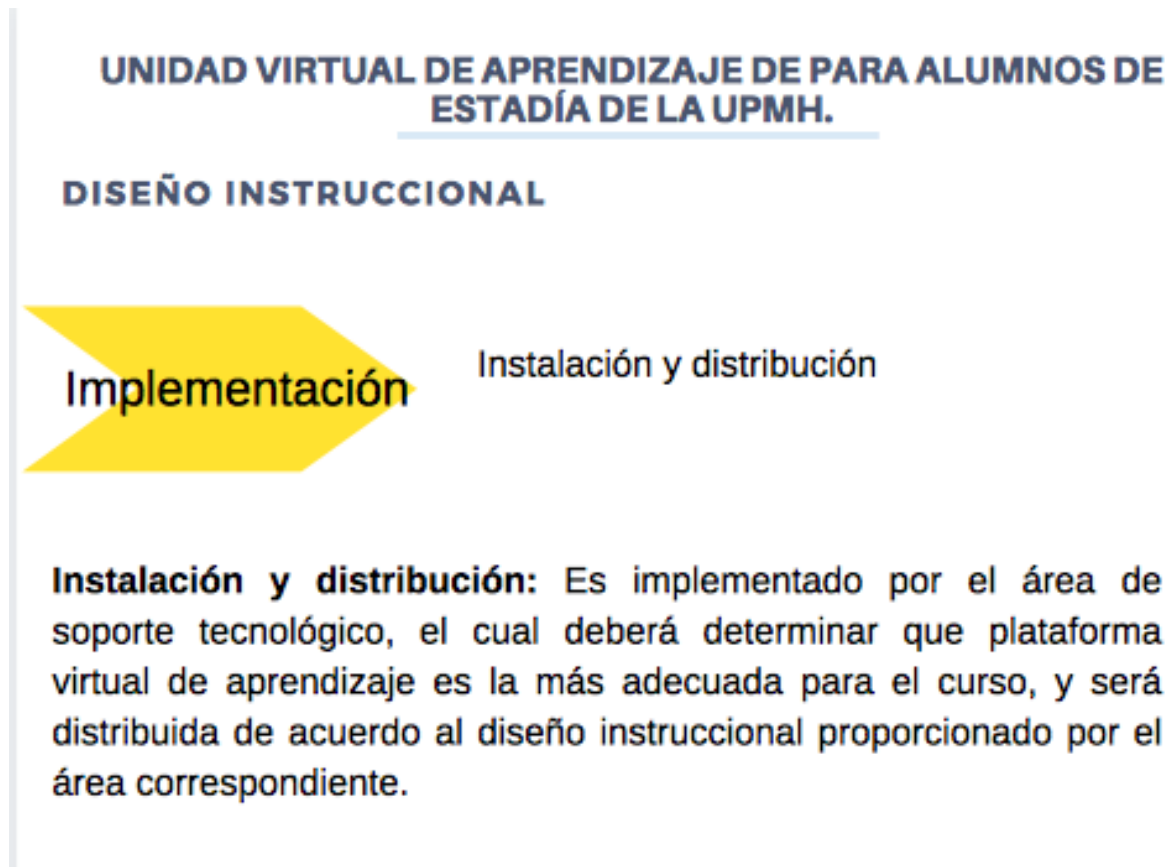 UNIDAD VIRTUAL DE APRENDIZAJE DE PARA ALUMNOS DE
ESTADÍA DE LA UPMH.
DISEÑO INSTRUCCIONAL
Implementación
Instalación y distribución
Instalación y distribución: Es implementado por el área de
soporte tecnológico, el cual deberá determinar que plataforma
virtual de aprendizaje es la más adecuada para el curso, y será
distribuida de acuerdo al diseño instruccional proporcionado por el
área correspondiente.